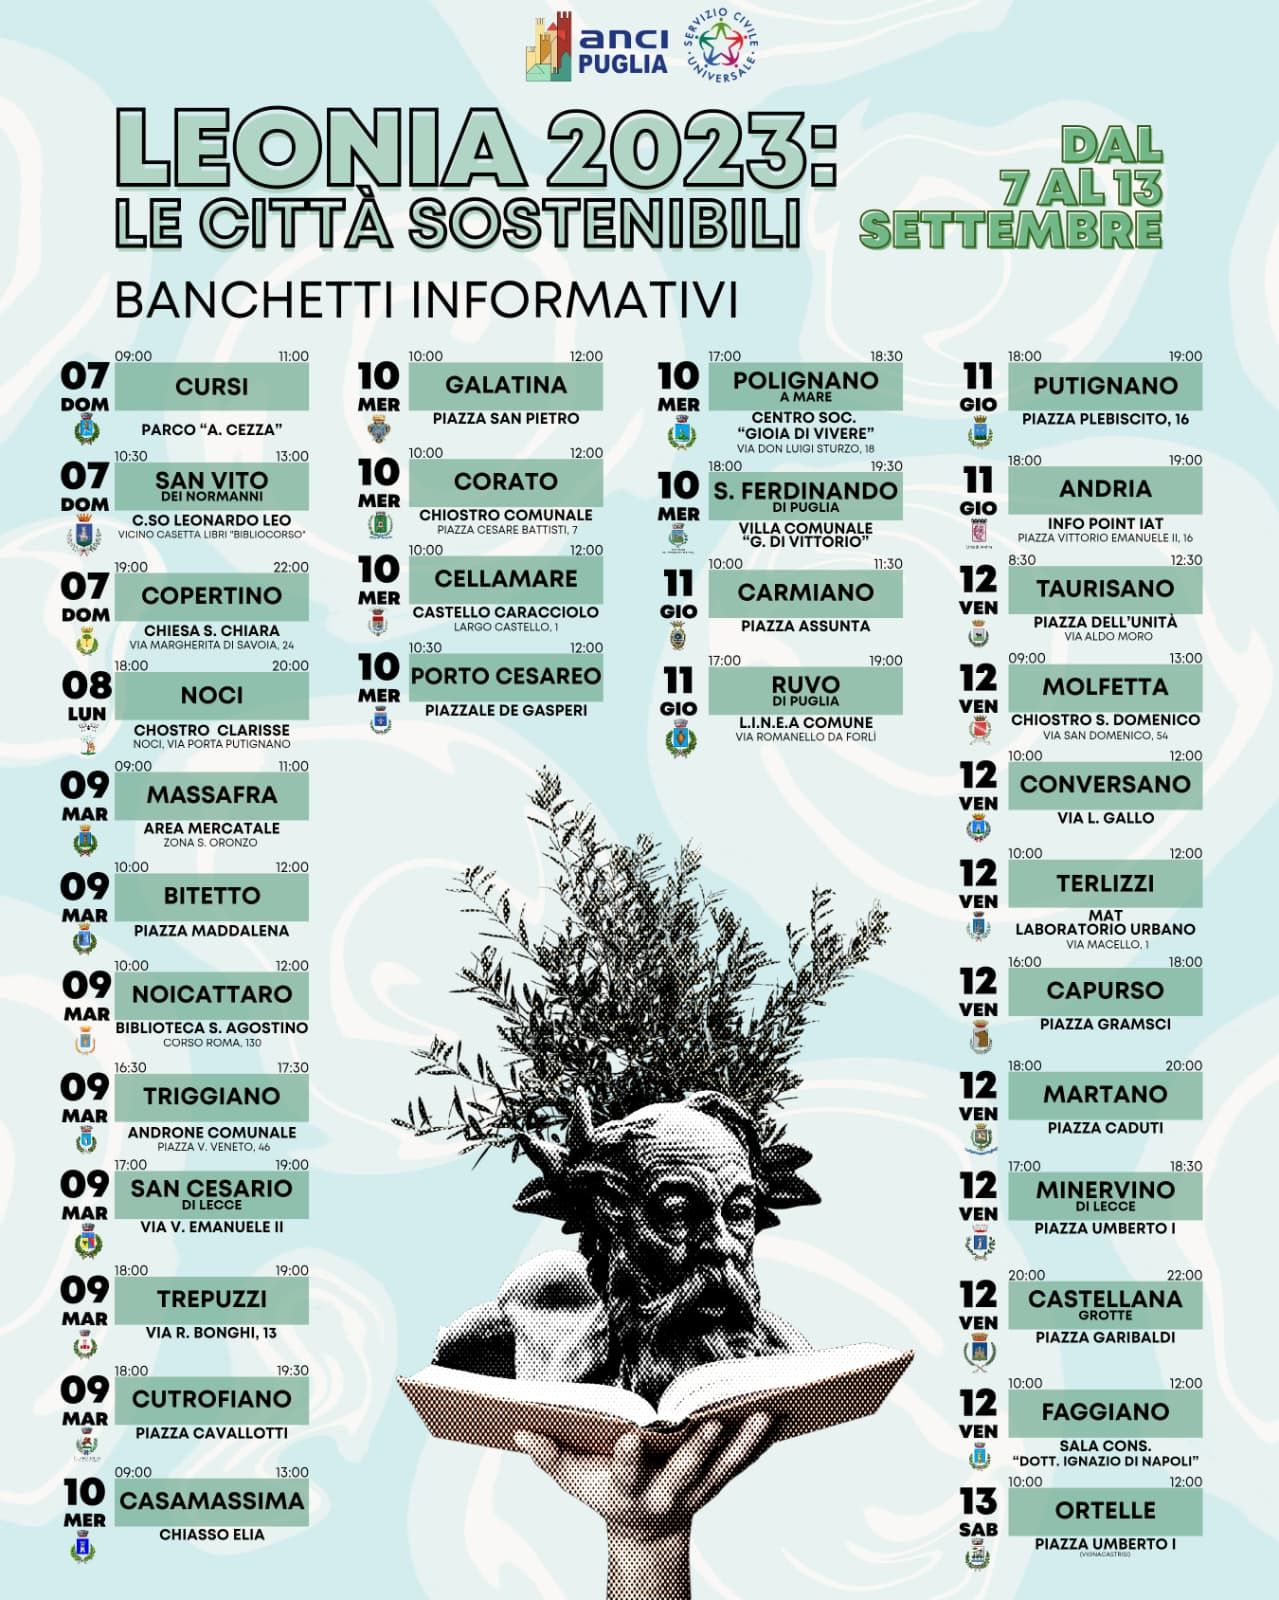 anci
PUGLIA
SERVIZIO CIVILE
UNIVERSALE
LEONIA 2023:
LE CITTÀ SOSTENIBILI
DAL
7 AL 13
SETTEMBRE
BANCHETTI INFORMATIVI
09:00 11:00
07 DOM
CURSI
PARCO “A. CEZZA”
10:30 13:00
07 DOM
SAN VITO
DEI NORMANNI
C.SO LEONARDO LEO
VICINO CASETTA LIBRI "BIBLIOCORSO"
19:00 22:00
07 DOM
COPERTINO
CHIESA S. CHIARA
VIA MARGHERITA DI SAVOIA, 24
18:00 20:00
08 LUN
NOCI
CHOSTRO CLARISSE
NOCI, VIA PORTA PUTIGNANO
09:00 11:00
09 MAR
MASSAFRA
AREA MERCATALE
ZONA S. ORONZO
10:00 12:00
09 MAR
BITETTO
PIAZZA MADDALENA
10:00 12:00
09 MAR
NOICATTARO
BIBLIOTECA S. AGOSTINO
CORSO ROMA, 130
16:30 17:30
09 MAR
TRIGGIANO
ANDRONE COMUNALE
PIAZZA V. VENETO, 46
17:00 19:00
09 MAR
SAN CESARIO
DI LECCE
VIA V. EMANUELE II
18:00 19:00
09 MAR
TREPUZZI
VIA R. BONGHI, 13
18:00 19:30
09 MAR
CUTROFIANO
PIAZZA CAVALLOTTI
09:00 13:00
10 MER
CASAMASSIMA
CHIASSO ELIA
10:00 12:00
10 MER
GALATINA
PIAZZA SAN PIETRO
10:00 12:00
10 MER
CORATO
CHIOSTRO COMUNALE
PIAZZA CESARE BATTISTI, 7
10:00 12:00
10 MER
CELLAMARE
CASTELLO CARACCIOLO
LARGO CASTELLO, 1
10:30 12:00
10 MER
PORTO CESAREO
PIAZZALE DE GASPERI
17:00 18:30
10 MER
POLIGNANO
A MARE
CENTRO SOC.
“GIOIA DI VIVERE”
VIA DON LUIGI STURZO, 18
18:00 19:30
10 MER
S. FERDINANDO
DI PUGLIA
VILLA COMUNALE
“G. DI VITTORIO”
10:00 11:30
11 GIO
CARMIANO
PIAZZA ASSUNTA
17:00 19:00
11 GIO
RUVO
DI PUGLIA
L.I.N.E.A COMUNE
VIA ROMANELLO DA FORLÌ
18:00 19:00
11 GIO
PUTIGNANO
PIAZZA PLEBISCITO, 16
18:00 19:00
11 GIO
ANDRIA
INFO POINT IAT
PIAZZA VITTORIO EMANUELE II, 16
8:30 12:30
12 VEN
TAURISANO
PIAZZA DELL’UNITÀ
VIA ALDO MORO
09:00 13:00
12 VEN
MOLFETTA
CHIOSTRO S. DOMENICO
VIA SAN DOMENICO, 54
10:00 12:00
12 VEN
CONVERSANO
VIA L. GALLO
10:00 12:00
12 VEN
TERLIZZI
MAT
LABORATORIO URBANO
VIA MACELLO, 1
16:00 18:00
12 VEN
CAPURSO
PIAZZA GRAMSCI
18:00 20:00
12 VEN
MARTANO
PIAZZA CADUTI
17:00 18:30
12 VEN
MINERVINO
DI LECCE
PIAZZA UMBERTO I
20:00 22:00
12 VEN
CASTELLANA
GROTTE
PIAZZA GARIBALDI
10:00 12:00
12 VEN
FAGGIANO
SALA CONS.
“DOTT. IGNAZIO DI NAPOLI”
10:00 12:00
13 SAB
ORTELLE
PIAZZA UMBERTO I
(VIGNACASTRISI)